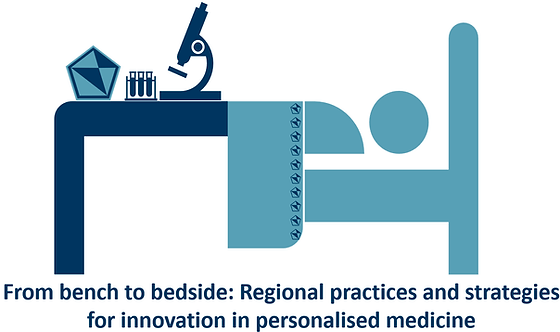 From bench to bedside: Regional practices and strategies
for innovation in personalised medicine